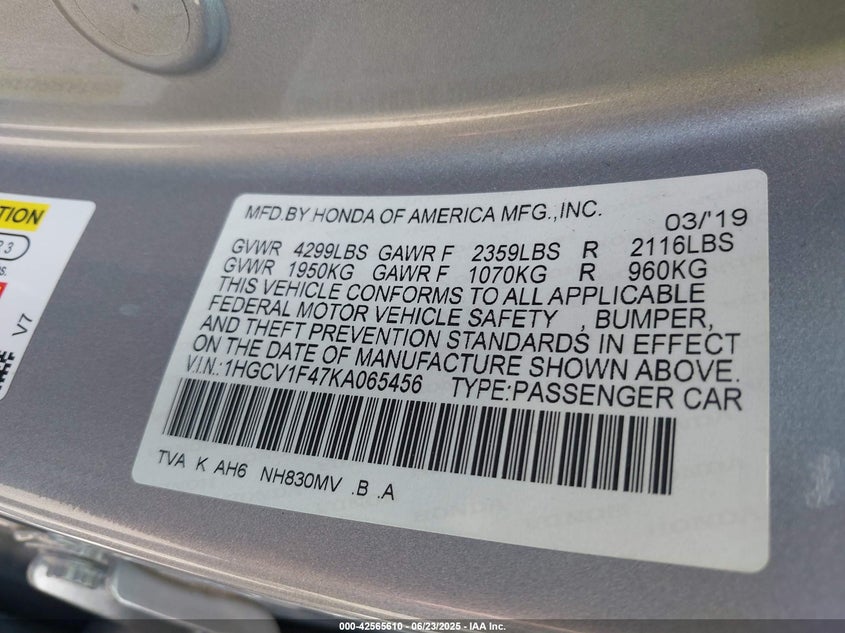 TION
R 3
V7
MFD.BY HONDA OF AMERICA MFG.,INC. 03/'19
GVWR 4299LBS GAWR F 2359LBS R 2116LBS
GVWR 1950KG GAWR F 1070KG R 960KG
THIS VEHICLE CONFORMS TO ALL APPLICABLE
FEDERAL MOTOR VEHICLE SAFETY , BUMPER,
AND THEFT PREVENTION STANDARDS IN EFFECT
ON THE DATE OF MANUFACTURE SHOWN ABOVE.
V.I.N.:1HGCV1F47KA065456 TYPE:PASSENGER CAR
TVA K AH6 NH830MV .B .A
000-42565610 - 06/23/2025 - IAA Inc.